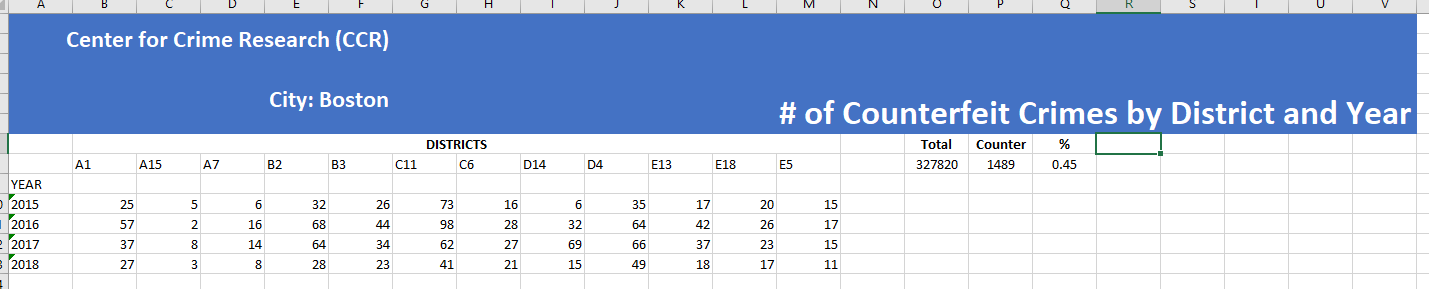 A B C D E F G H I J K L M N O P Q R S T U V
Center for Crime Research (CCR)
City: Boston
# of Counterfeit Crimes by District and Year
DISTRICTS Total Counter %
A1 A15 A7 B2 B3 C11 C6 D14 D4 E13 E18 E5 327820 1489 0.45
YEAR
2015 25 5 6 32 26 73 16 6 35 17 20 15
2016 57 2 16 68 44 98 28 32 64 42 26 17
2017 37 8 14 64 34 62 27 69 66 37 23 15
2018 27 3 8 28 23 41 21 15 49 18 17 11